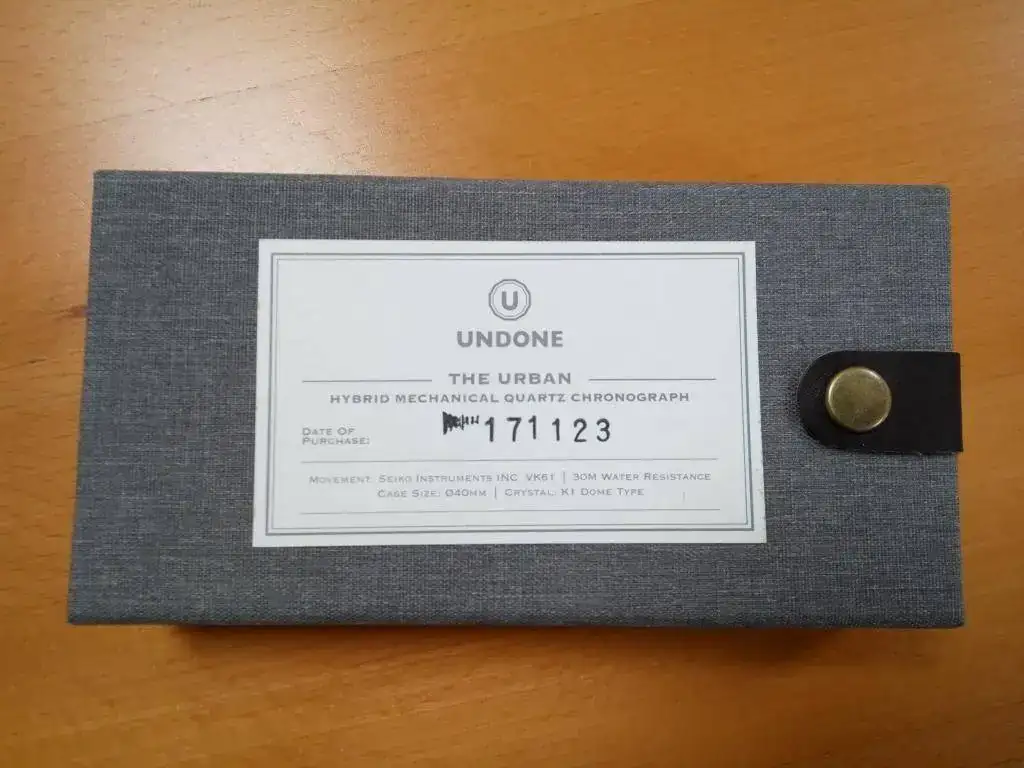 U
UNDONE
THE URBAN
HYBRID MECHANICAL QUARTZ CHRONOGRAPH
DATE OF
PURCHASE: 171123
MOVEMENT: SEIKO INSTRUMENTS INC VK61 | 30M WATER RESISTANCE
CASE SIZE: Ø40MM | CRYSTAL: K1 DOME TYPE